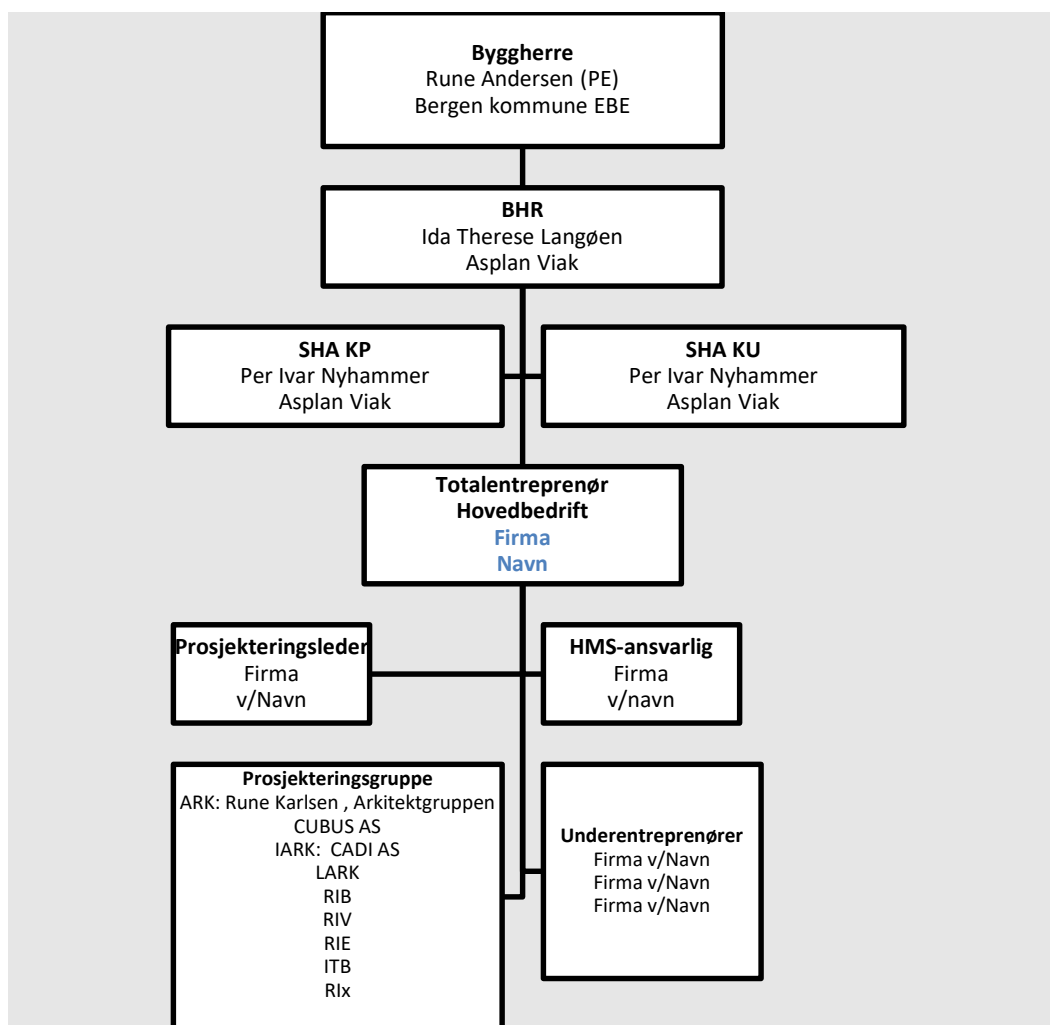 Byggherre
Rune Andersen (PE)
Bergen kommune EBE
BHR
Ida Therese Langøen
Asplan Viak
SHA KP
Per Ivar Nyhammer
Asplan Viak
SHA KU
Per Ivar Nyhammer
Asplan Viak
Totalentreprenør
Hovedbedrift
Firma
Navn
Prosjekteringsleder
Firma
v/Navn
HMS-ansvarlig
Firma
v/navn
Prosjekteringsgruppe
ARK: Rune Karlsen , Arkitektgruppen
CUBUS AS
IARK:  CADI AS
LARK
RIB
RIV
RIE
ITB
RIx
Underentreprenører
Firma v/Navn
Firma v/Navn
Firma v/Navn